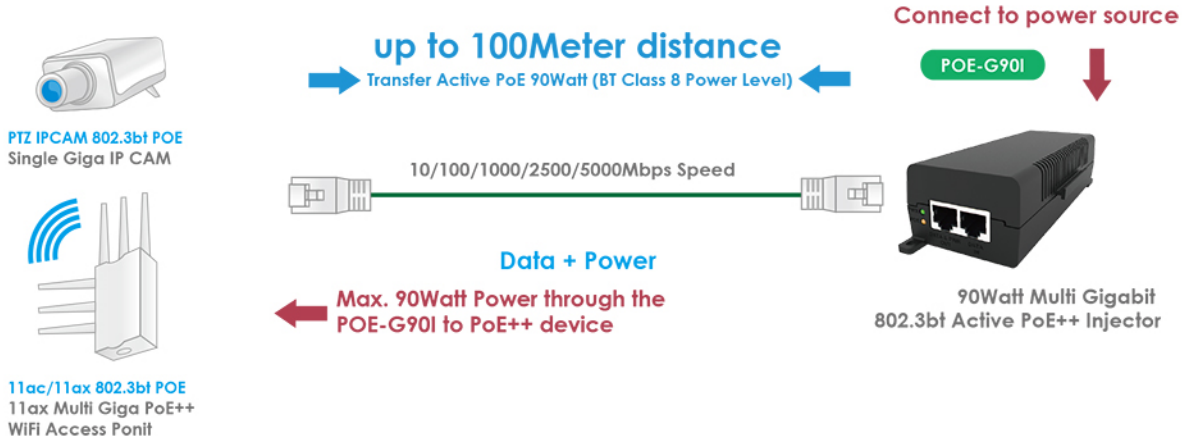 Connect to power source
up to 100Meter distance
Transfer Active PoE 90Watt (BT Class 8 Power Level)
POE-G90I
PTZ IPCAM 802.3bt POE
Single Giga IP CAM
10/100/1000/2500/5000Mbps Speed
Data + Power
Max. 90Watt Power through the
POE-G90I to PoE++ device
90Watt Multi Gigabit
802.3bt Active PoE++ Injector
11ac/11ax 802.3bt POE
11ax Multi Giga PoE++
WiFi Access Ponit